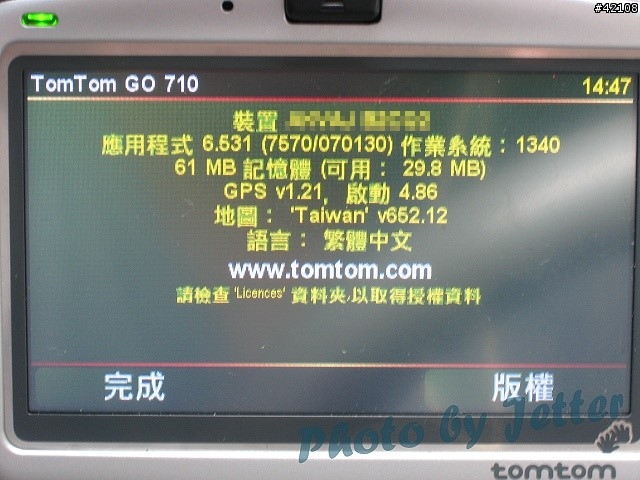 #42108
TomTom GO 710 14:47
裝置
應用程式 6.531 (7570/070130) 作業系統：1340
61 MB 記憶體 (可用： 29.8 MB)
GPS v1.21, 啟動 4.86
地圖： 'Taiwan' v652.12
語言： 繁體中文
www.tomtom.com
請檢查 'Licences' 資料夾,以取得授權資料
完成 版權
Photo by Jetter
tomtom